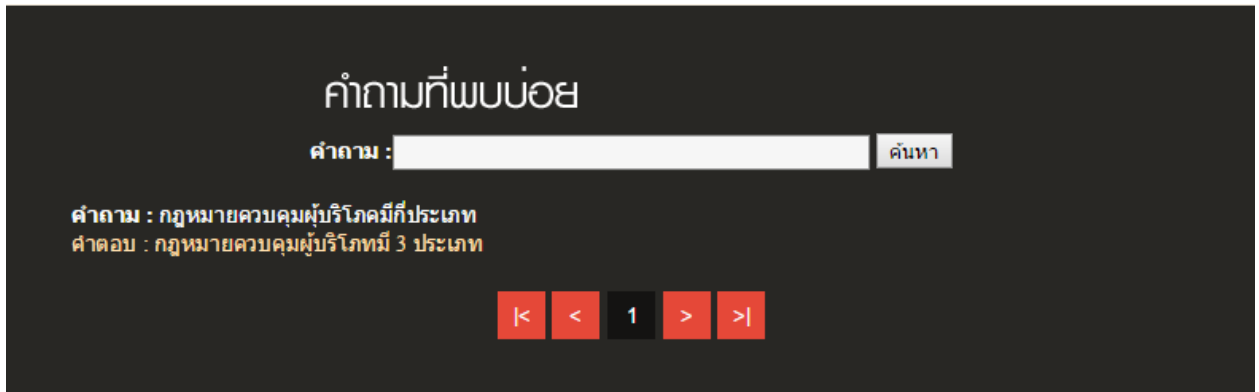 คำถามที่พบบ่อย
คำถาม : ค้นหา
คำถาม : กฎหมายควบคุมผู้บริโภคมีกี่ประเภท
คำตอบ : กฎหมายควบคุมผู้บริโภทมี 3 ประเภท
|< < 1 > >|